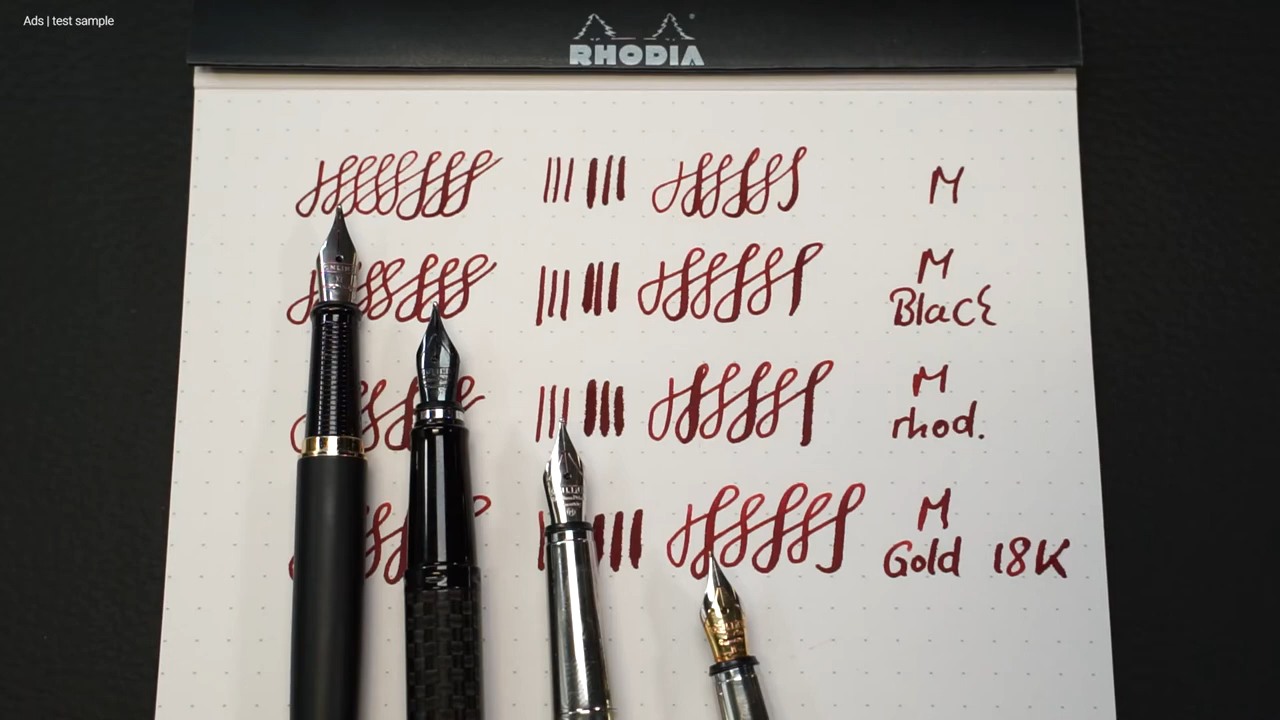 Ads | test sample
RHODIA
M
M
Black
M
rhod.
M
Gold 18K